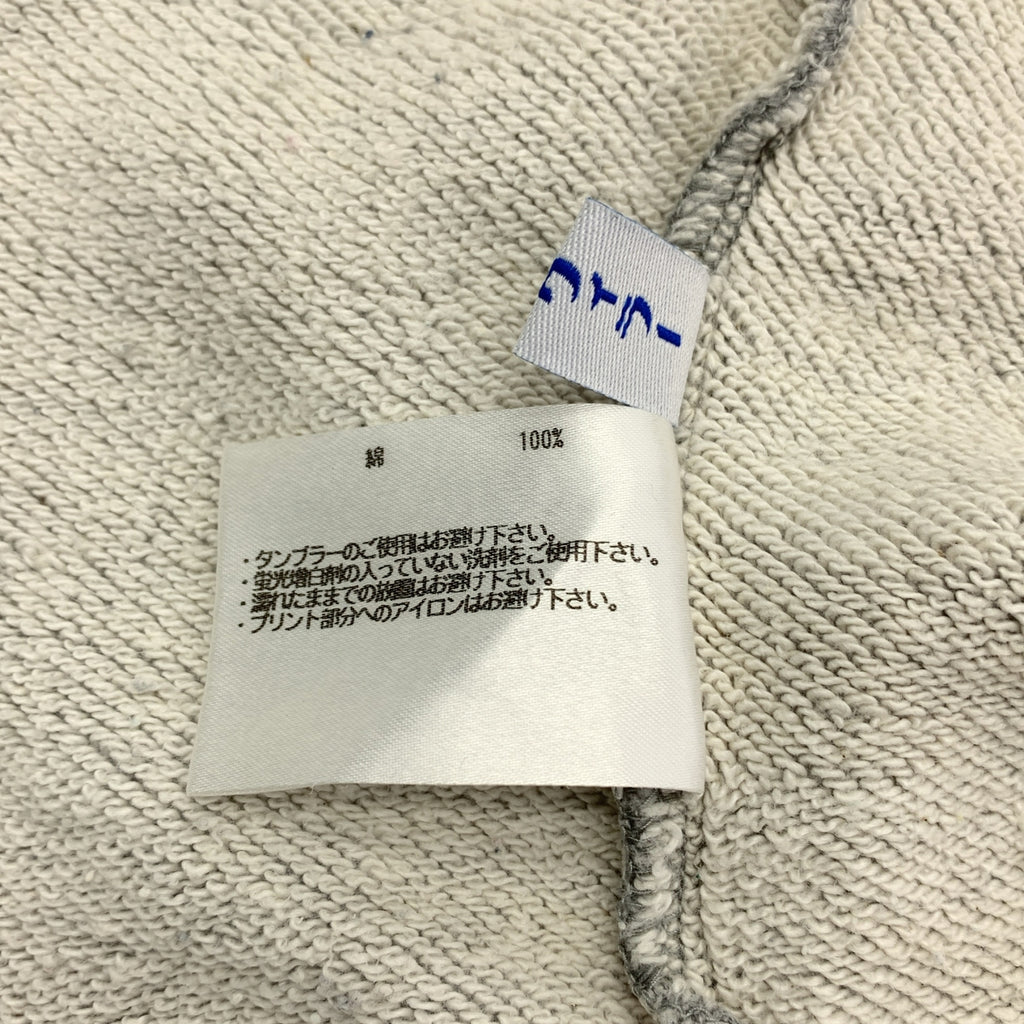 綿 100%
・タンブラーのご使用はお避け下さい。
・蛍光増白剤の入っていない洗剤をご使用下さい。
・濡れたままでの放置はお避け下さい。
・プリント部分へのアイロンはお避け下さい。